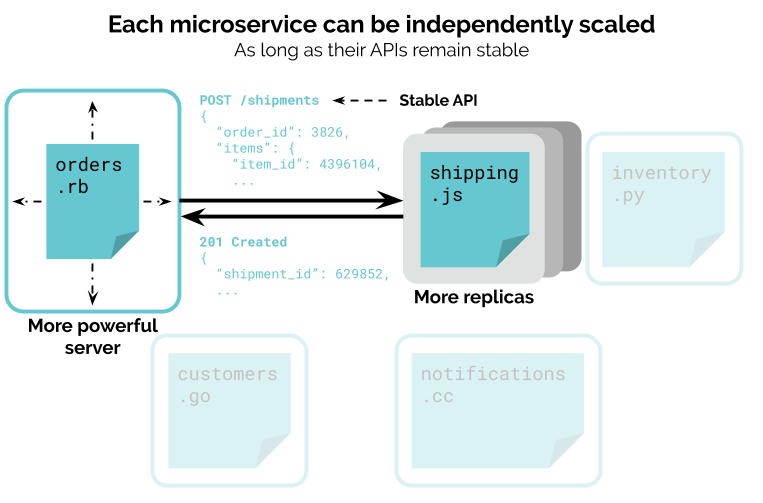 Each microservice can be independently scaled
As long as their APIs remain stable
POST /shipments
Stable API
{
“order_id”: 3826,
“items”: {
“item_id”: 4396104,
...
orders
.rb
shipping
.js
inventory
.py
201 Created
{
“shipment_id”: 629852,
...
More replicas
More powerful
server
customers
.go
notifications
.cc